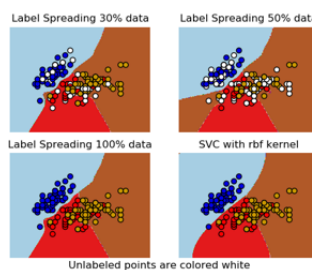 Label Spreading 30% data
Label Spreading 50% data
Label Spreading 100% data
SVC with rbf kernel
Unlabeled points are colored white